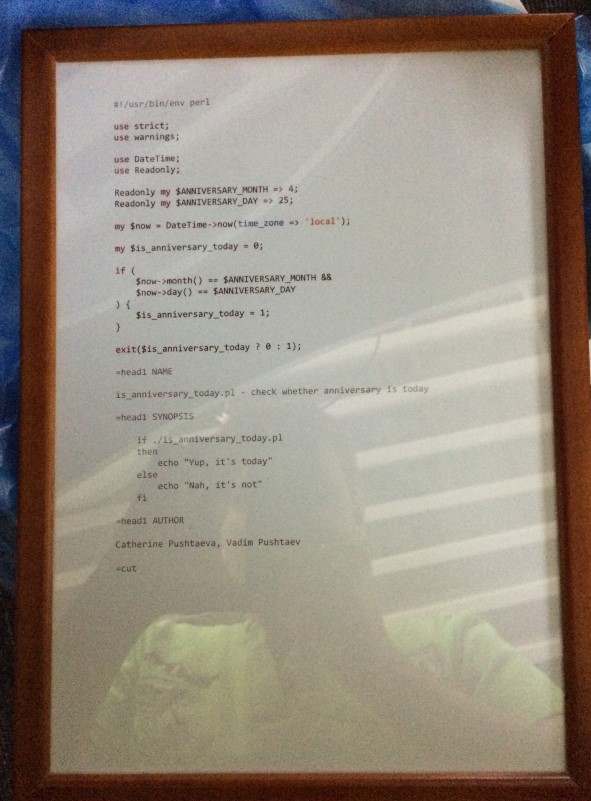 #!/usr/bin/env perl
use strict;
use warnings;
use DateTime;
use Readonly;
Readonly my $ANNIVERSARY_MONTH => 4;
Readonly my $ANNIVERSARY_DAY => 25;
my $now = DateTime->now(time_zone => 'local');
my $is_anniversary_today = 0;
if (
    $now->month() == $ANNIVERSARY_MONTH &&
    $now->day() == $ANNIVERSARY_DAY
) {
    $is_anniversary_today = 1;
}
exit($is_anniversary_today ? 0 : 1);
=head1 NAME
is_anniversary_today.pl - check whether anniversary is today
=head1 SYNOPSIS
    if ./is_anniversary_today.pl
    then
        echo "Yup, it's today"
    else
        echo "Nah, it's not"
    fi
=head1 AUTHOR
Catherine Pushtaeva, Vadim Pushtaev
=cut